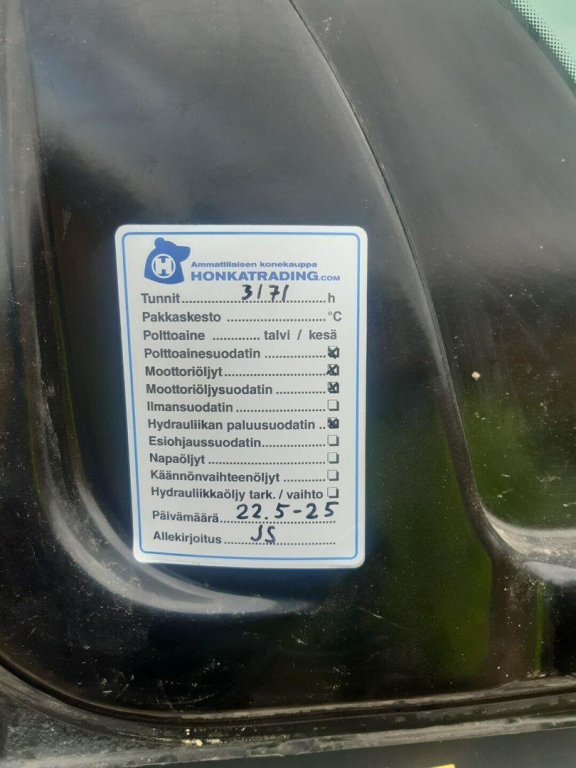 H
Ammattilaisen konekauppa
HONKATRADING.COM
Tunnit 3171 h
Pakkaskesto °C
Polttoaine talvi / kesä
Polttoainesuodatin
Moottoriöljyt
Moottoriöljysuodatin
Ilmansuodatin
Hydrauliikan paluusuodatin
Esiohjaussuodatin
Napaöljyt
Käännönvaihteenöljyt
Hydrauliikkaöljy tark. / vaihto
Päivämäärä 22.5-25
Allekirjoitus JS